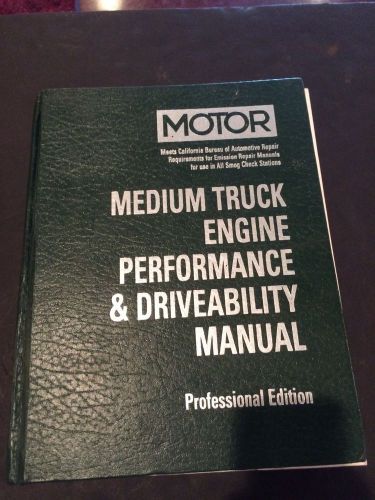 MOTOR
Meets California Bureau of Automotive Repair
Requirements for Emission Repair Manuals
for use in All Smog Check Stations
MEDIUM TRUCK
ENGINE
PERFORMANCE
& DRIVEABILITY
MANUAL
Professional Edition